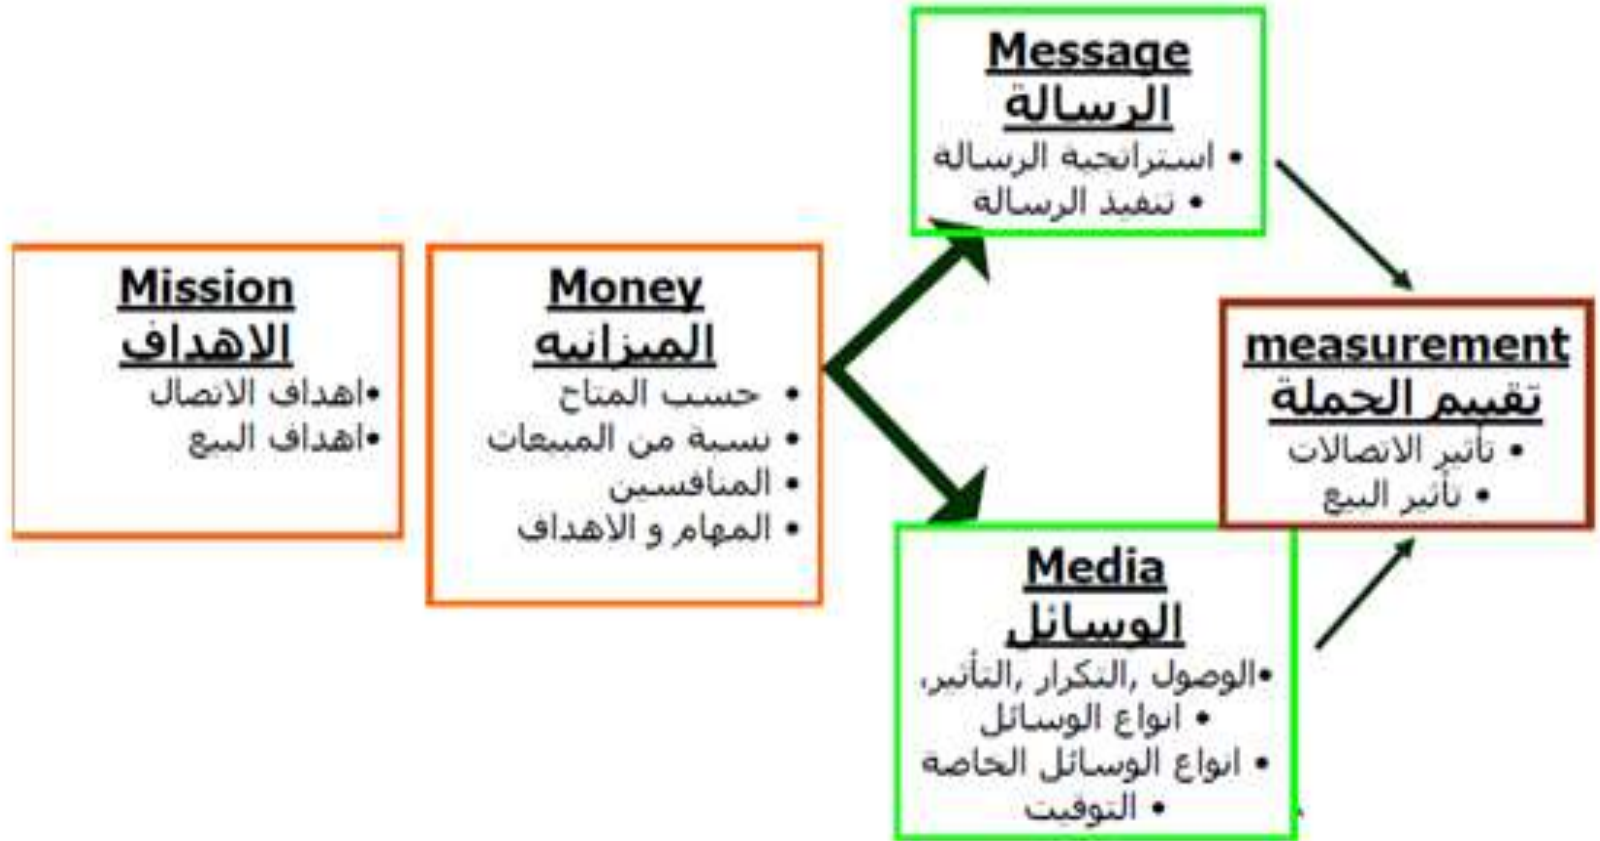 Mission
الاهداف
•اهداف الاتصال
•اهداف البيع
Money
الميزانيه
• حسب المتاح
• نسبة من المبيعات
• المنافسين
• المهام و الاهداف
Message
الرسالة
• استراتجية الرسالة
• تنفيذ الرسالة
Media
الوسائل
•الوصول ,التكرار ,التأثير,
• انواع الوسائل
• انواع الوسائل الخاصة
• التوقيت
measurement
تقييم الحملة
• تأثير الاتصالات
• تأثير البيع